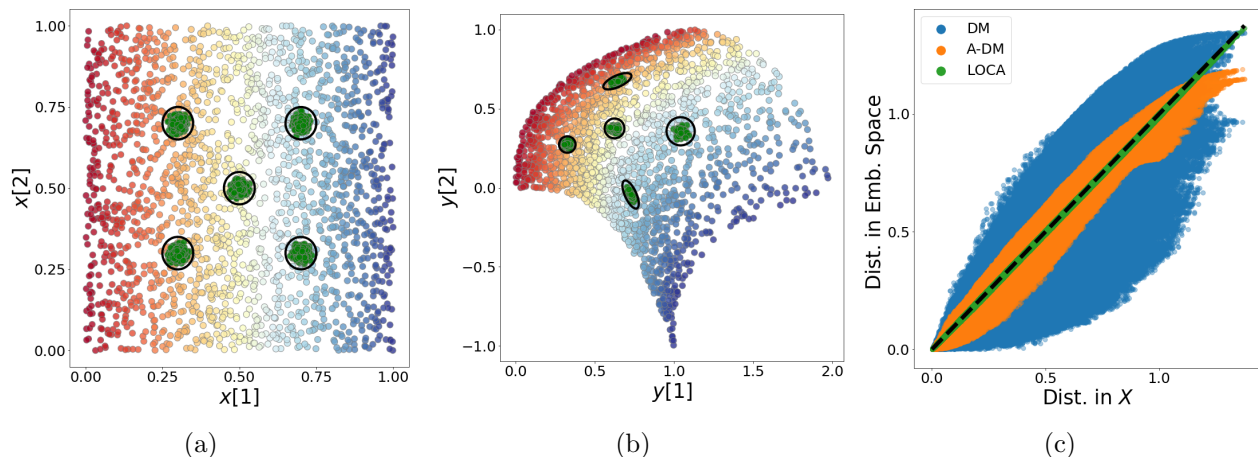 1.00
0.75
0.50
0.25
0.00
x[2]
0.00 0.25 0.50 0.75 1.00
x[1]
(a)
1.0
0.5
0.0
−0.5
−1.0
y[2]
0.0 0.5 1.0 1.5 2.0
y[1]
(b)
DM
A-DM
LOCA
1.0
0.5
0.0
Dist. in Emb. Space
0.0 0.5 1.0
Dist. in X
(c)